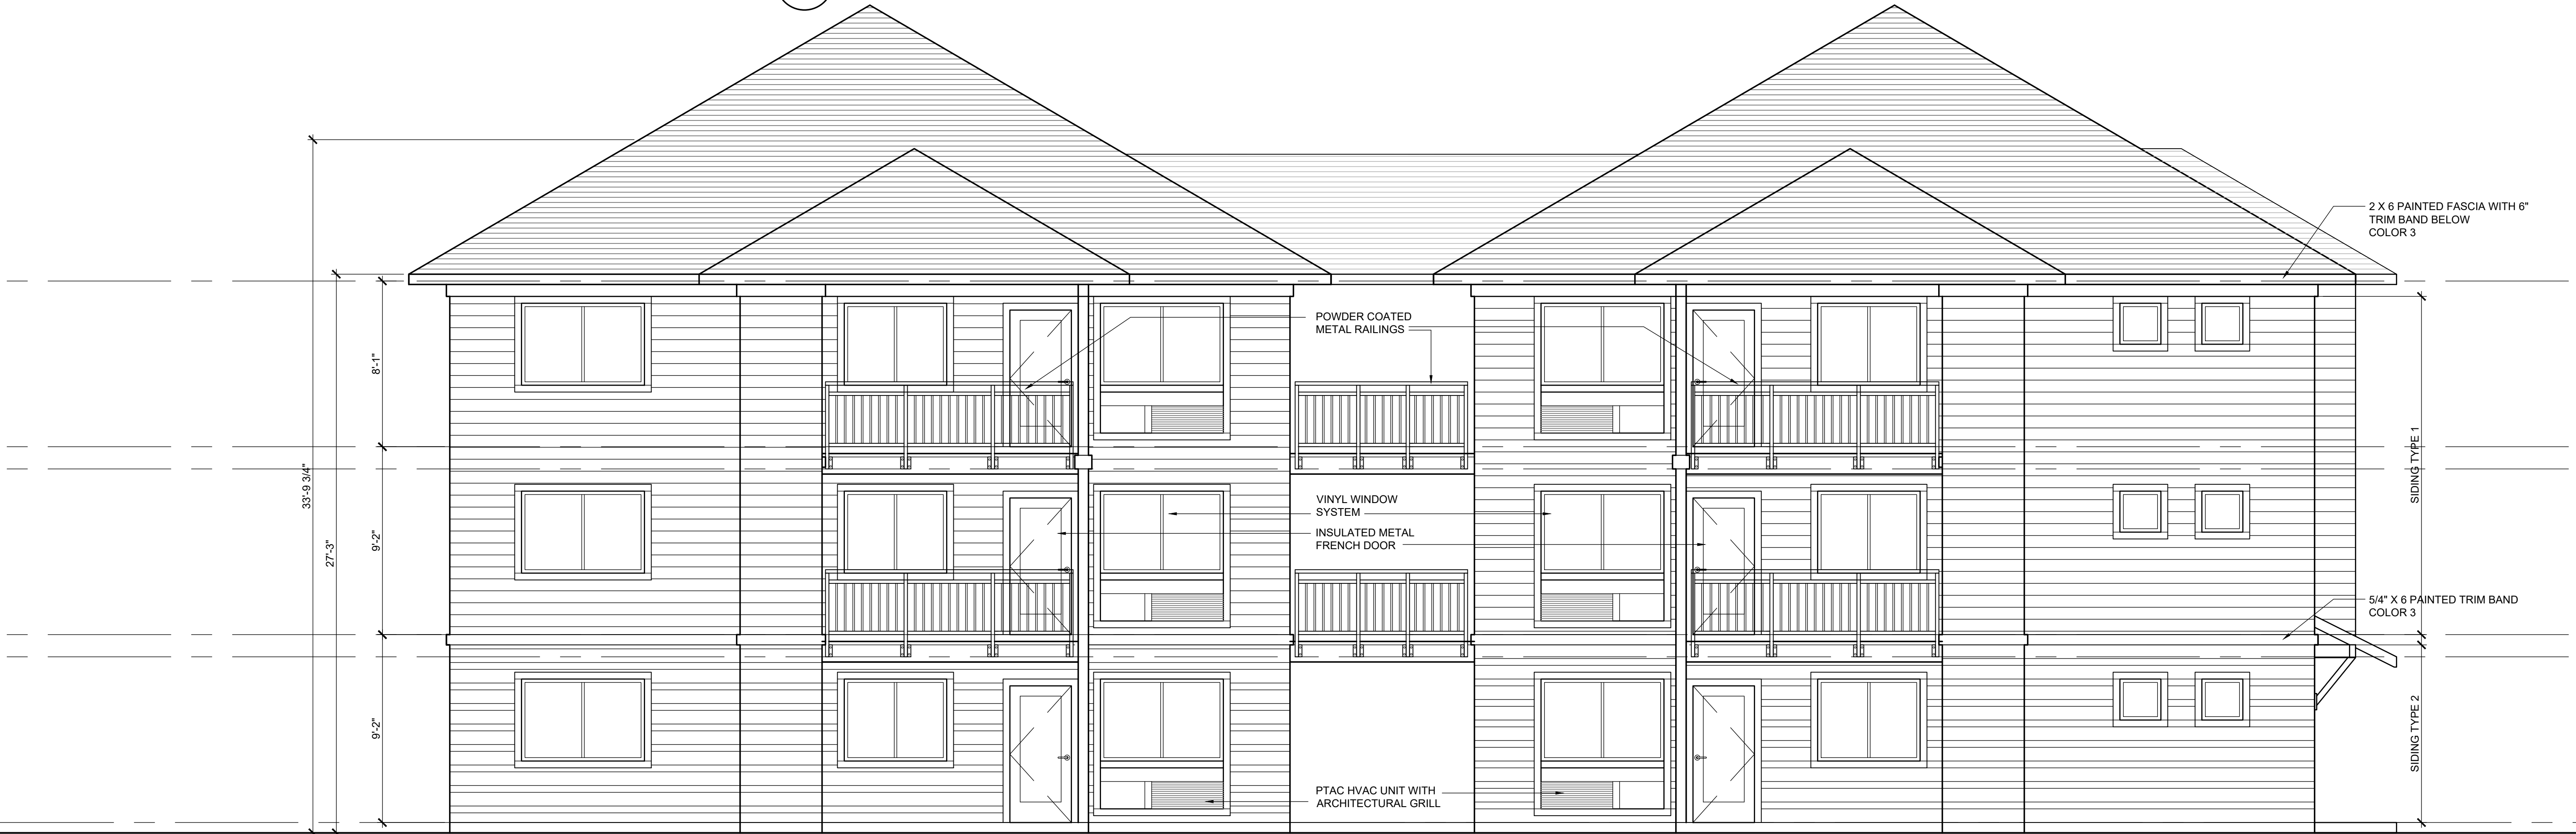 2 X 6 PAINTED FASCIA WITH 6"
TRIM BAND BELOW
COLOR 3
POWDER COATED
METAL RAILINGS
8'-1"
33'-9 3/4"
27'-3"
9'-2"
9'-2"
VINYL WINDOW
SYSTEM
INSULATED METAL
FRENCH DOOR
SIDING TYPE 1
5/4" X 6 PAINTED TRIM BAND
COLOR 3
SIDING TYPE 2
PTAC HVAC UNIT WITH
ARCHITECTURAL GRILL